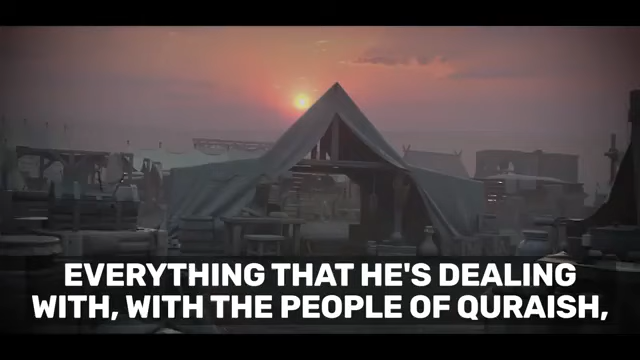 EVERYTHING THAT HE'S DEALING
WITH, WITH THE PEOPLE OF QURAISH,